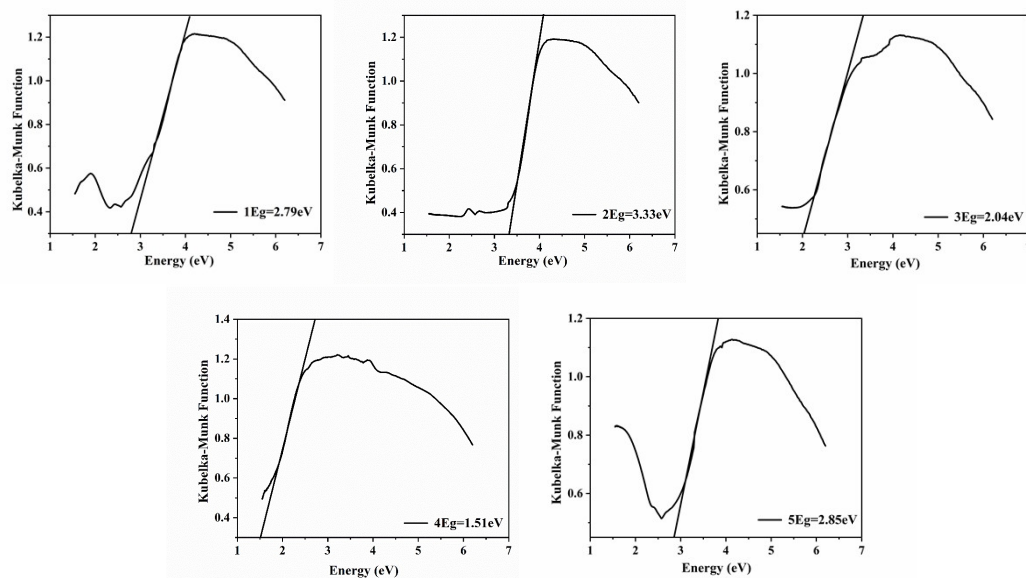 Kubelka-Munk Function
1.2
1.0
0.8
0.6
0.4
1Eg=2.79eV
1 2 3 4 5 6 7
Energy (eV)
Kubelka-Munk Function
1.2
1.0
0.8
0.6
0.4
2Eg=3.33eV
1 2 3 4 5 6 7
Energy (eV)
Kubelka-Munk Function
1.2
1.0
0.8
0.6
3Eg=2.04eV
1 2 3 4 5 6 7
Energy (eV)
Kubelka-Munk Function
1.4
1.2
1.0
0.8
0.6
0.4
4Eg=1.51eV
1 2 3 4 5 6 7
Energy (eV)
Kubelka-Munk Function
1.2
1.0
0.8
0.6
5Eg=2.85eV
1 2 3 4 5 6 7
Energy (eV)